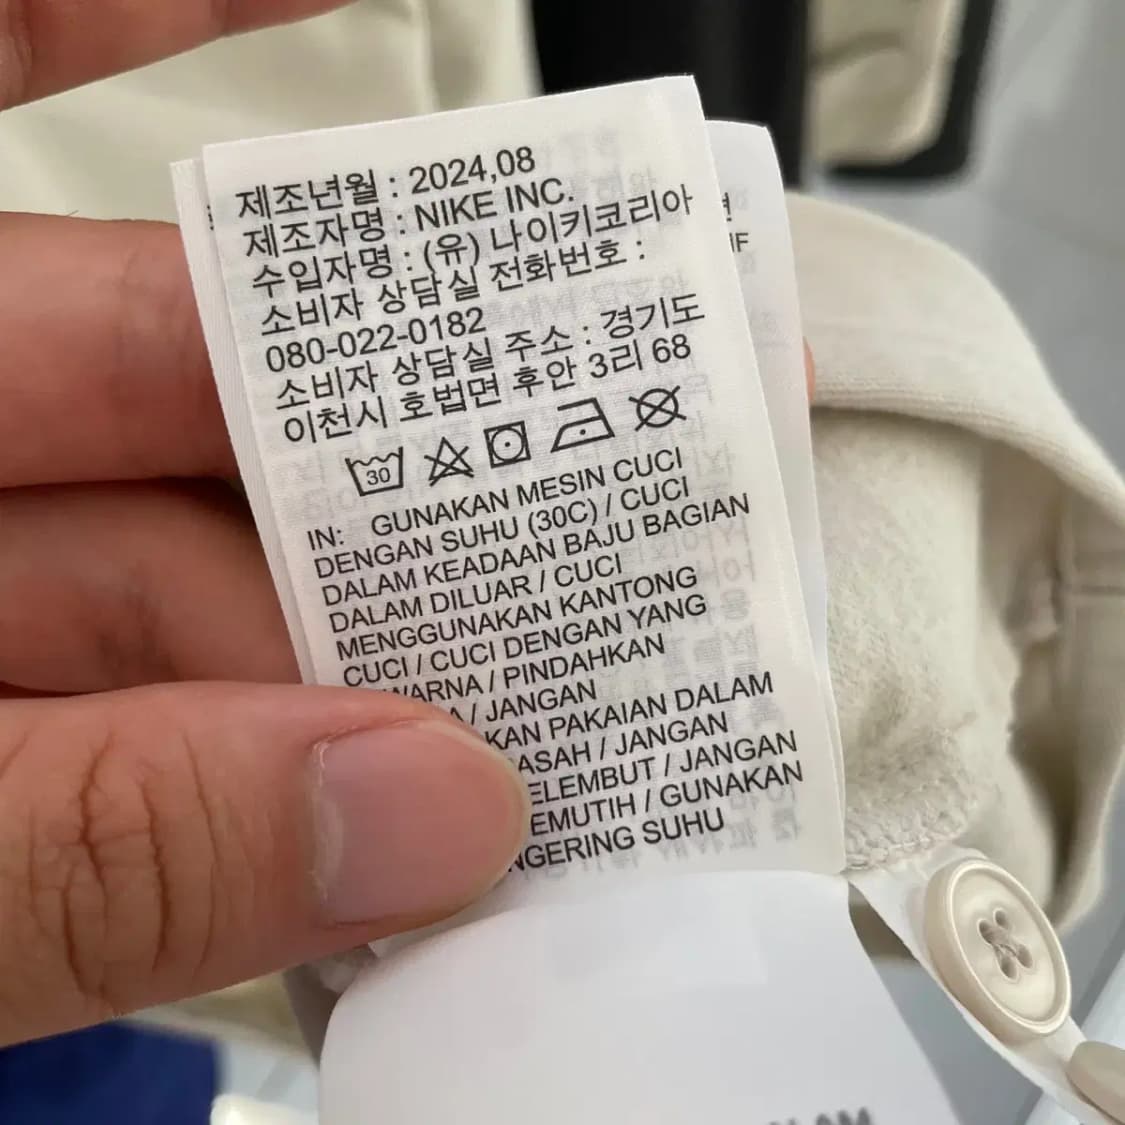 제조년월 : 2024,08
제조자명 : NIKE INC.
수입자명 : (유) 나이키코리아
소비자 상담실 전화번호 :
080-022-0182
소비자 상담실 주소 : 경기도
이천시 호법면 후안 3리 68
30
IN: GUNAKAN MESIN CUCI
DENGAN SUHU (30C) / CUCI
DALAM KEADAAN BAJU BAGIAN
DALAM DILUAR / CUCI
MENGGUNAKAN KANTONG
CUCI / CUCI DENGAN YANG
WARNA / PINDAHKAN
/ JANGAN
KAN PAKAIAN DALAM
ASAH / JANGAN
ELEMBUT / JANGAN
EMUTIH / GUNAKAN
NGERING SUHU